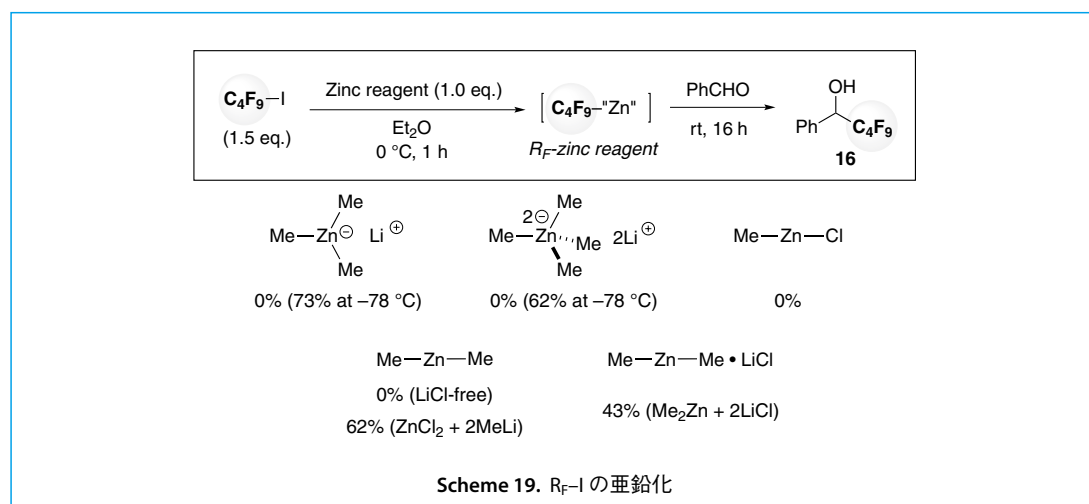 C₄F₉–I
(1.5 eq.)
Zinc reagent (1.0 eq.)
Et₂O
0 °C, 1 h
[ C₄F₉–"Zn" ]
R_F-zinc reagent
PhCHO
rt, 16 h
OH
Ph C₄F₉
16
Me
Me–Zn⊖ Li⊕
Me
0% (73% at –78 °C)
2⊖ Me
Me–Zn Me 2Li⊕
Me
0% (62% at –78 °C)
Me–Zn–Cl
0%
Me–Zn–Me
0% (LiCl-free)
62% (ZnCl₂ + 2MeLi)
Me–Zn–Me • LiCl
43% (Me₂Zn + 2LiCl)
Scheme 19. R_F–I の亜鉛化